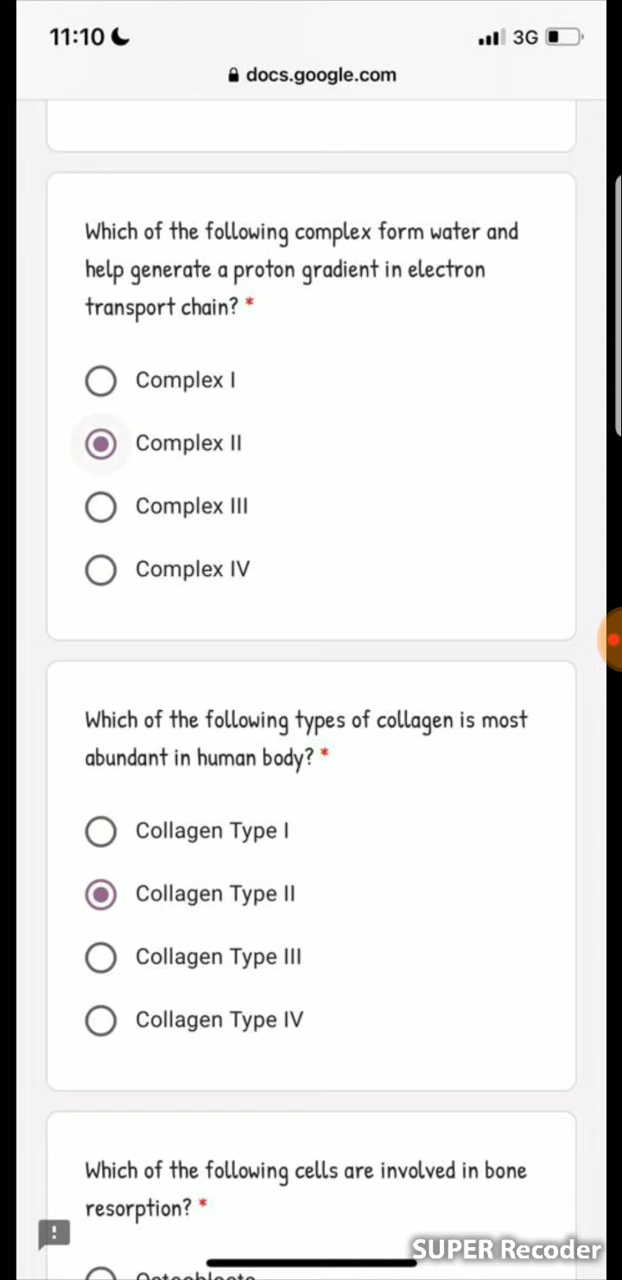 11:10
3G
docs.google.com
Which of the following complex form water and
help generate a proton gradient in electron
transport chain? *
Complex I
Complex II
Complex III
Complex IV
Which of the following types of collagen is most
abundant in human body? *
Collagen Type I
Collagen Type II
Collagen Type III
Collagen Type IV
Which of the following cells are involved in bone
resorption? *
SUPER Recoder